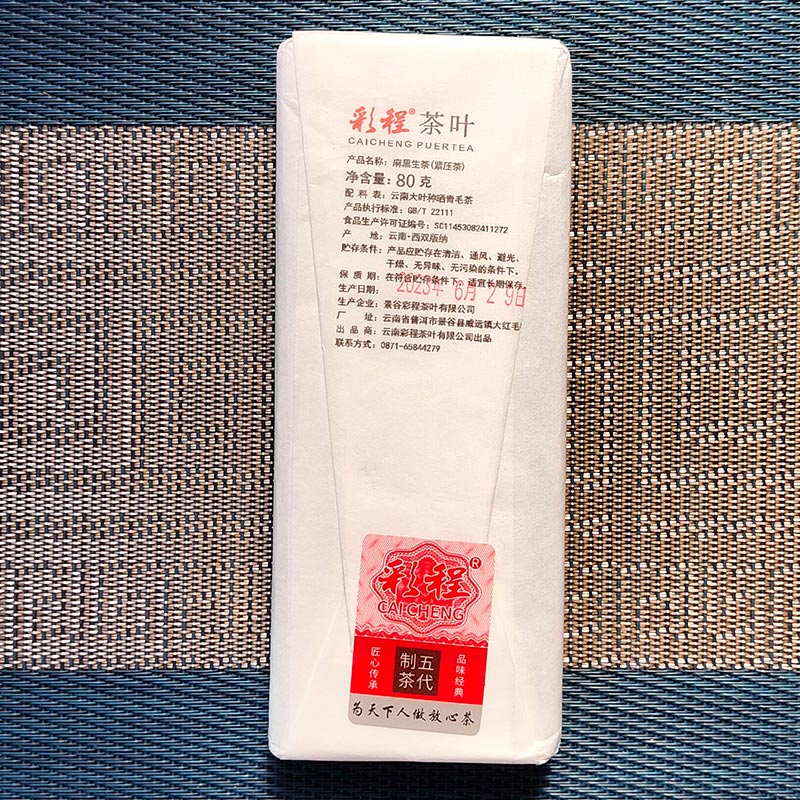 彩程® 茶叶
CAICHENG PUERTEA
产品名称：麻黑生茶(紧压茶)
净含量：80克
配 料 表：云南大叶种晒青毛茶
产品执行标准：GB/T 22111
食品生产许可证编号：SC11453082411272
产 地：云南·西双版纳
贮存条件：产品应贮存在清洁、通风、避光、
干燥、无异味、无污染的条件下。
保 质 期：在符合贮存条件下，适宜长期保存。
生产日期：2023年 6月 2 9日
生产企业：景谷彩程茶叶有限公司
厂 址：云南省普洱市景谷县威远镇大红毛
出 品 商：云南彩程茶叶有限公司出品
联系方式：0871-65844279
彩程®
CAI·CHENG
匠心传承
五代制茶
品味经典
为天下人做放心茶